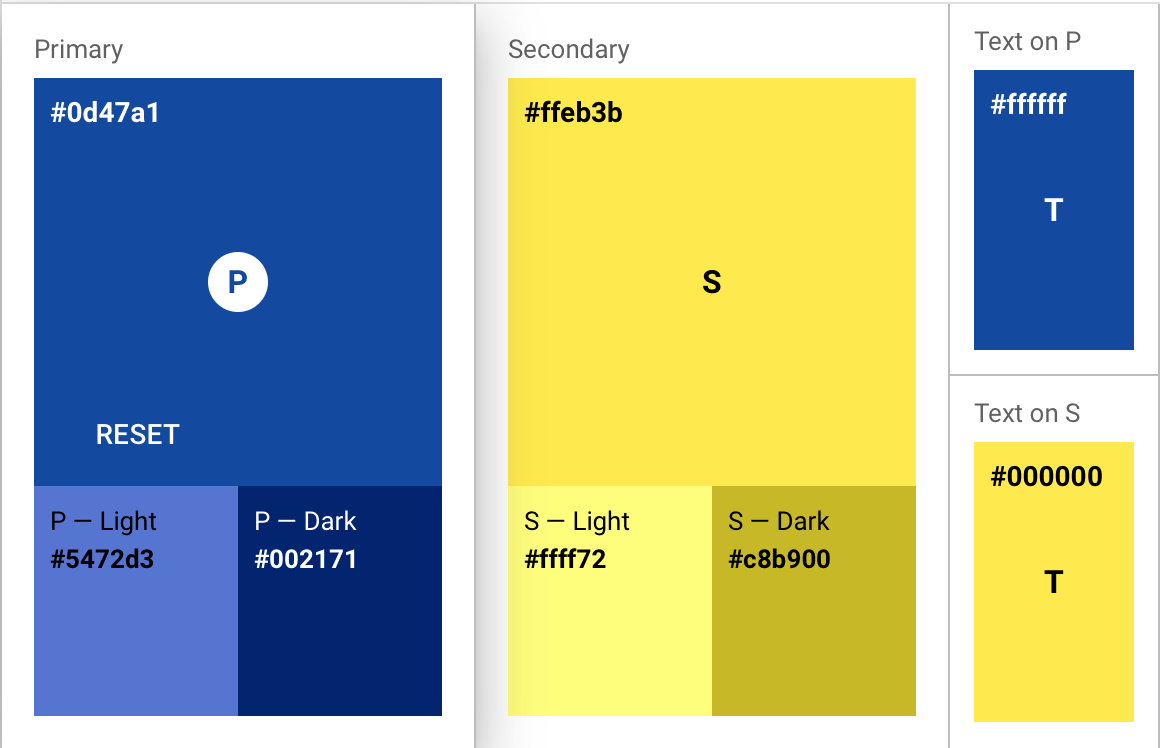 Primary
#0d47a1
P
RESET
P — Light
#5472d3
P — Dark
#002171
Secondary
#ffeb3b
S
S — Light
#ffff72
S — Dark
#c8b900
Text on P
#ffffff
T
Text on S
#000000
T